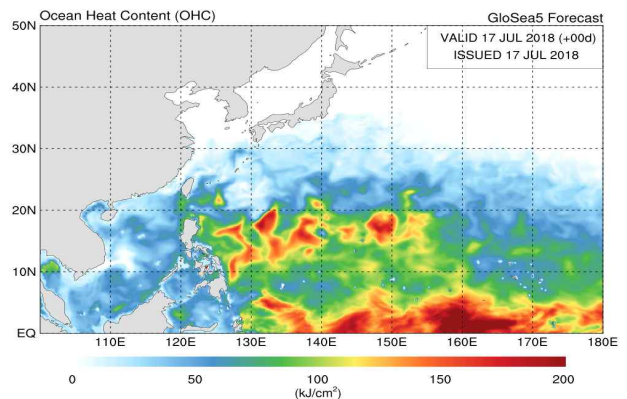 Ocean Heat Content (OHC)
GloSea5 Forecast
VALID 17 JUL 2018 (+00d)
ISSUED 17 JUL 2018
50N
40N
30N
20N
10N
EQ
110E 120E 130E 140E 150E 160E 170E 180E
0 50 100 150 200
(kJ/cm²)